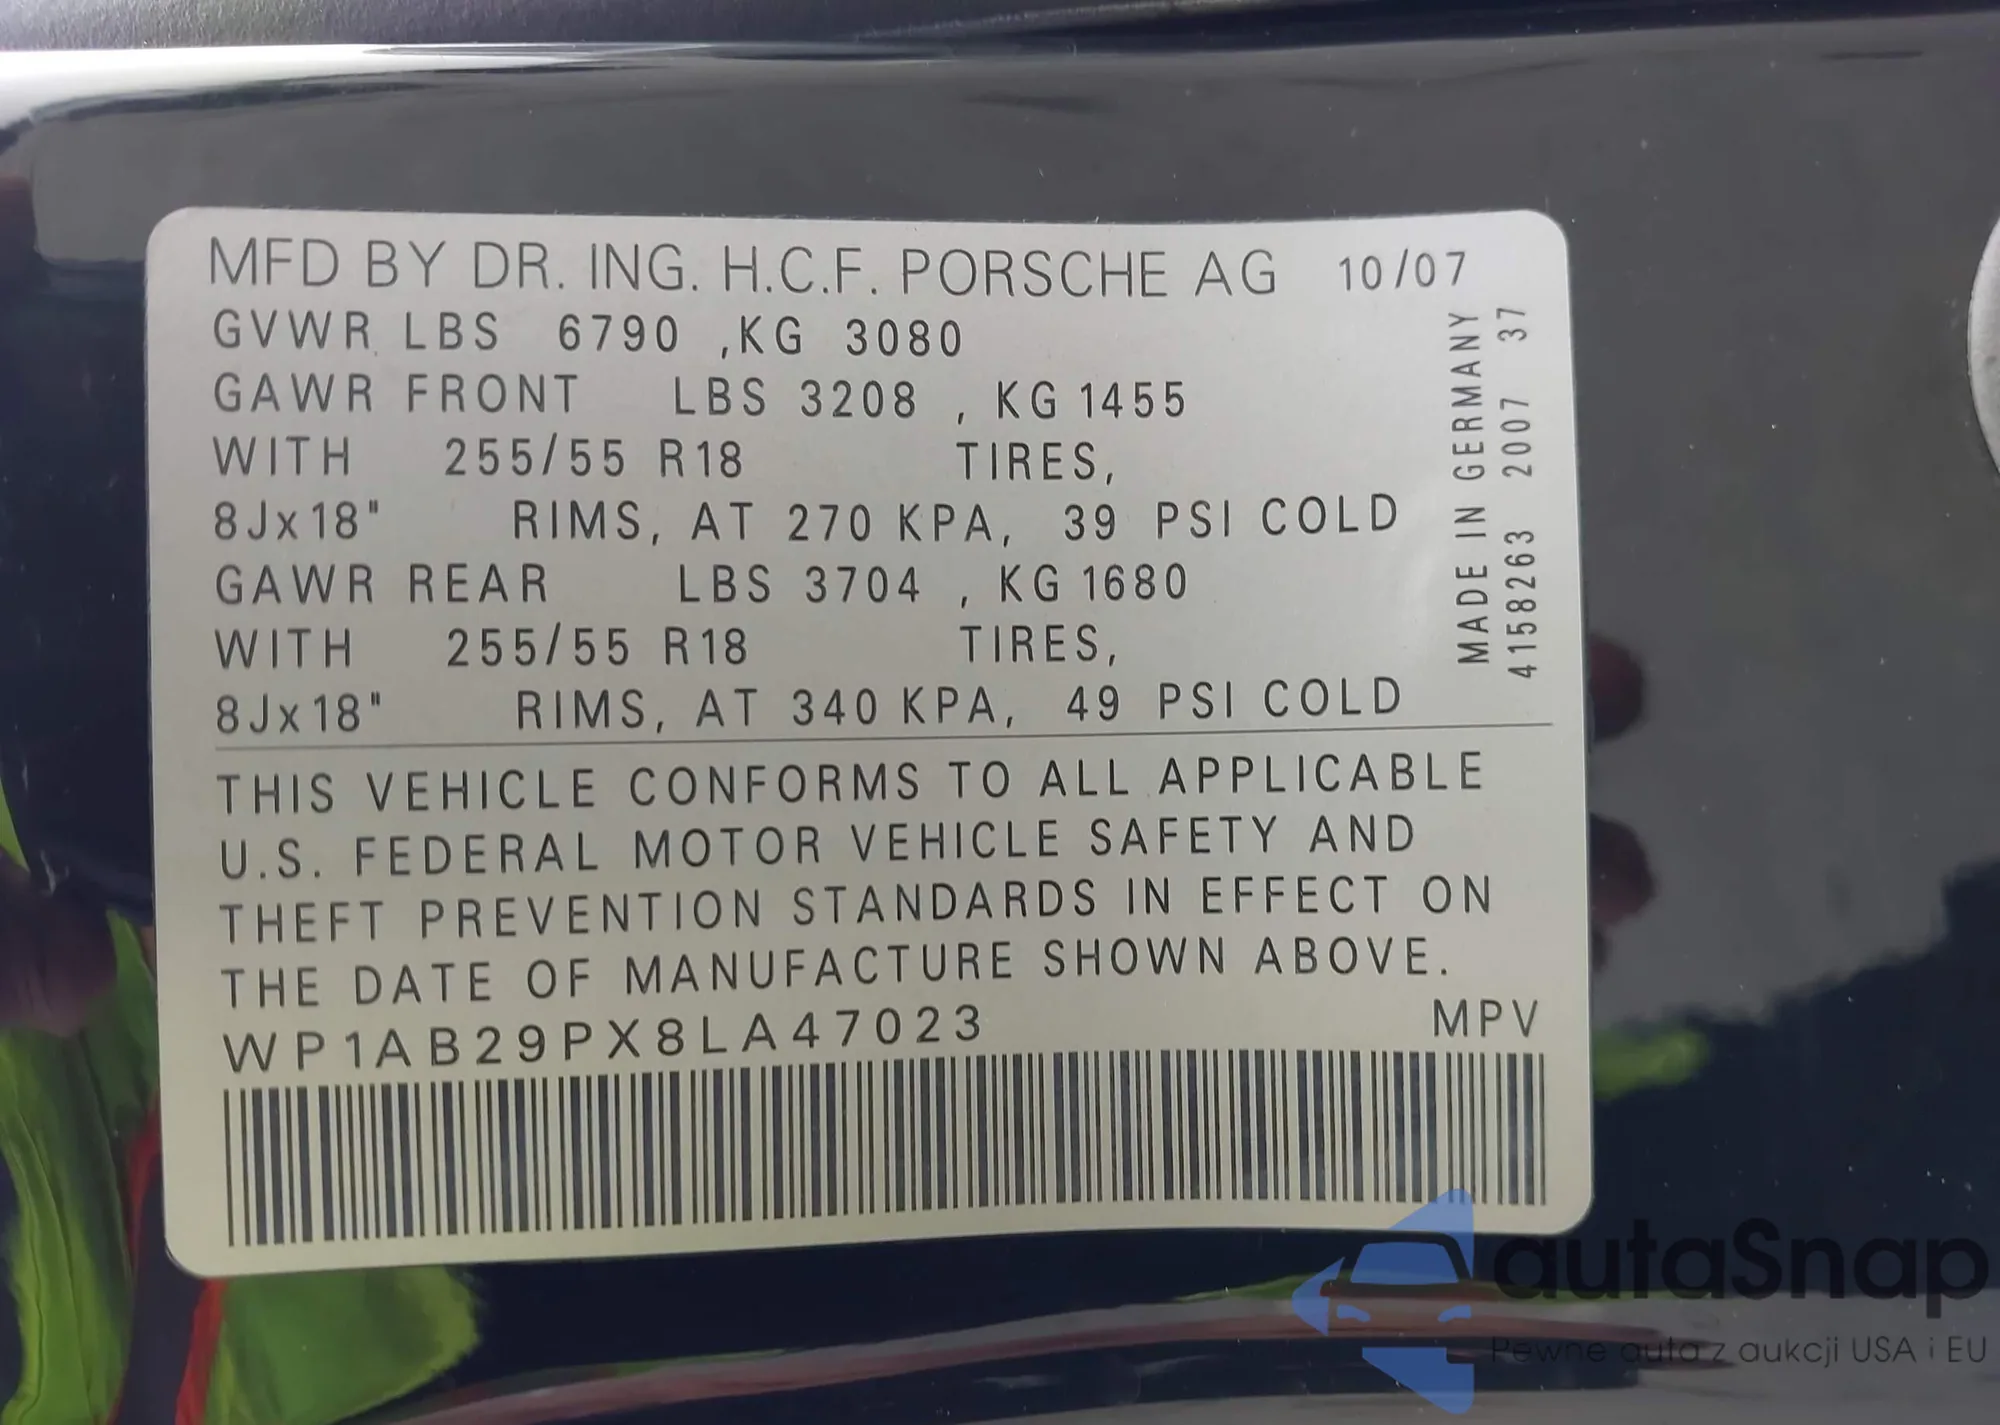 MFD BY DR. ING. H.C.F. PORSCHE AG 10/07
GVWR LBS 6790 ,KG 3080
GAWR FRONT LBS 3208 , KG 1455
WITH 255/55 R18 TIRES,
8Jx18" RIMS, AT 270 KPA, 39 PSI COLD
GAWR REAR LBS 3704 , KG 1680
WITH 255/55 R18 TIRES,
8Jx18" RIMS, AT 340 KPA, 49 PSI COLD
MADE IN GERMANY
4158263 2007 37
THIS VEHICLE CONFORMS TO ALL APPLICABLE
U.S. FEDERAL MOTOR VEHICLE SAFETY AND
THEFT PREVENTION STANDARDS IN EFFECT ON
THE DATE OF MANUFACTURE SHOWN ABOVE.
WP1AB29PX8LA47023 MPV
autaSnap
Pewne auta z aukcji USA i EU